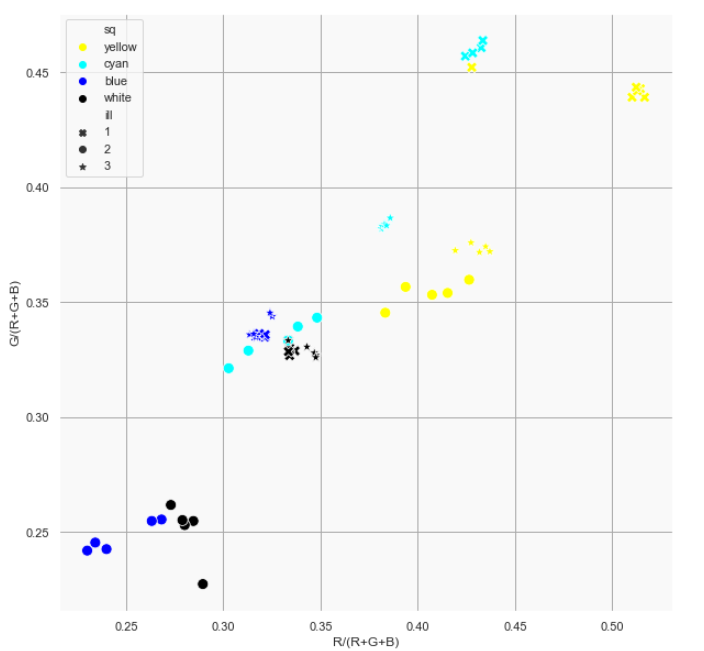 sq
yellow
cyan
blue
white
ill
1
2
3
0.45
0.40
0.35
0.30
0.25
G/(R+G+B)
0.25 0.30 0.35 0.40 0.45 0.50
R/(R+G+B)